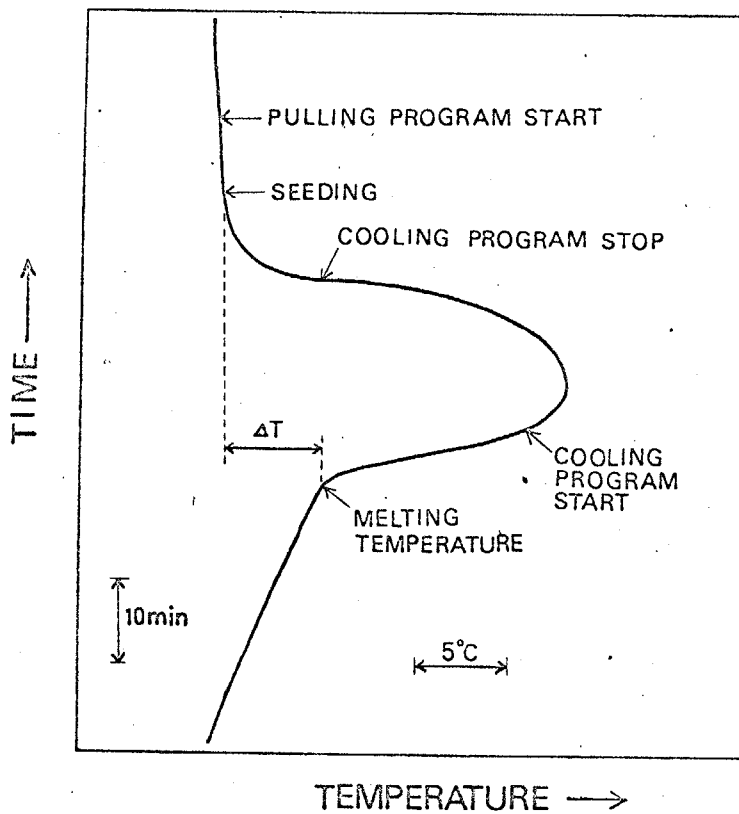 PULLING PROGRAM START
SEEDING
COOLING PROGRAM STOP
TIME
ΔT
COOLING
PROGRAM
START
MELTING
TEMPERATURE
10min
5°C
TEMPERATURE